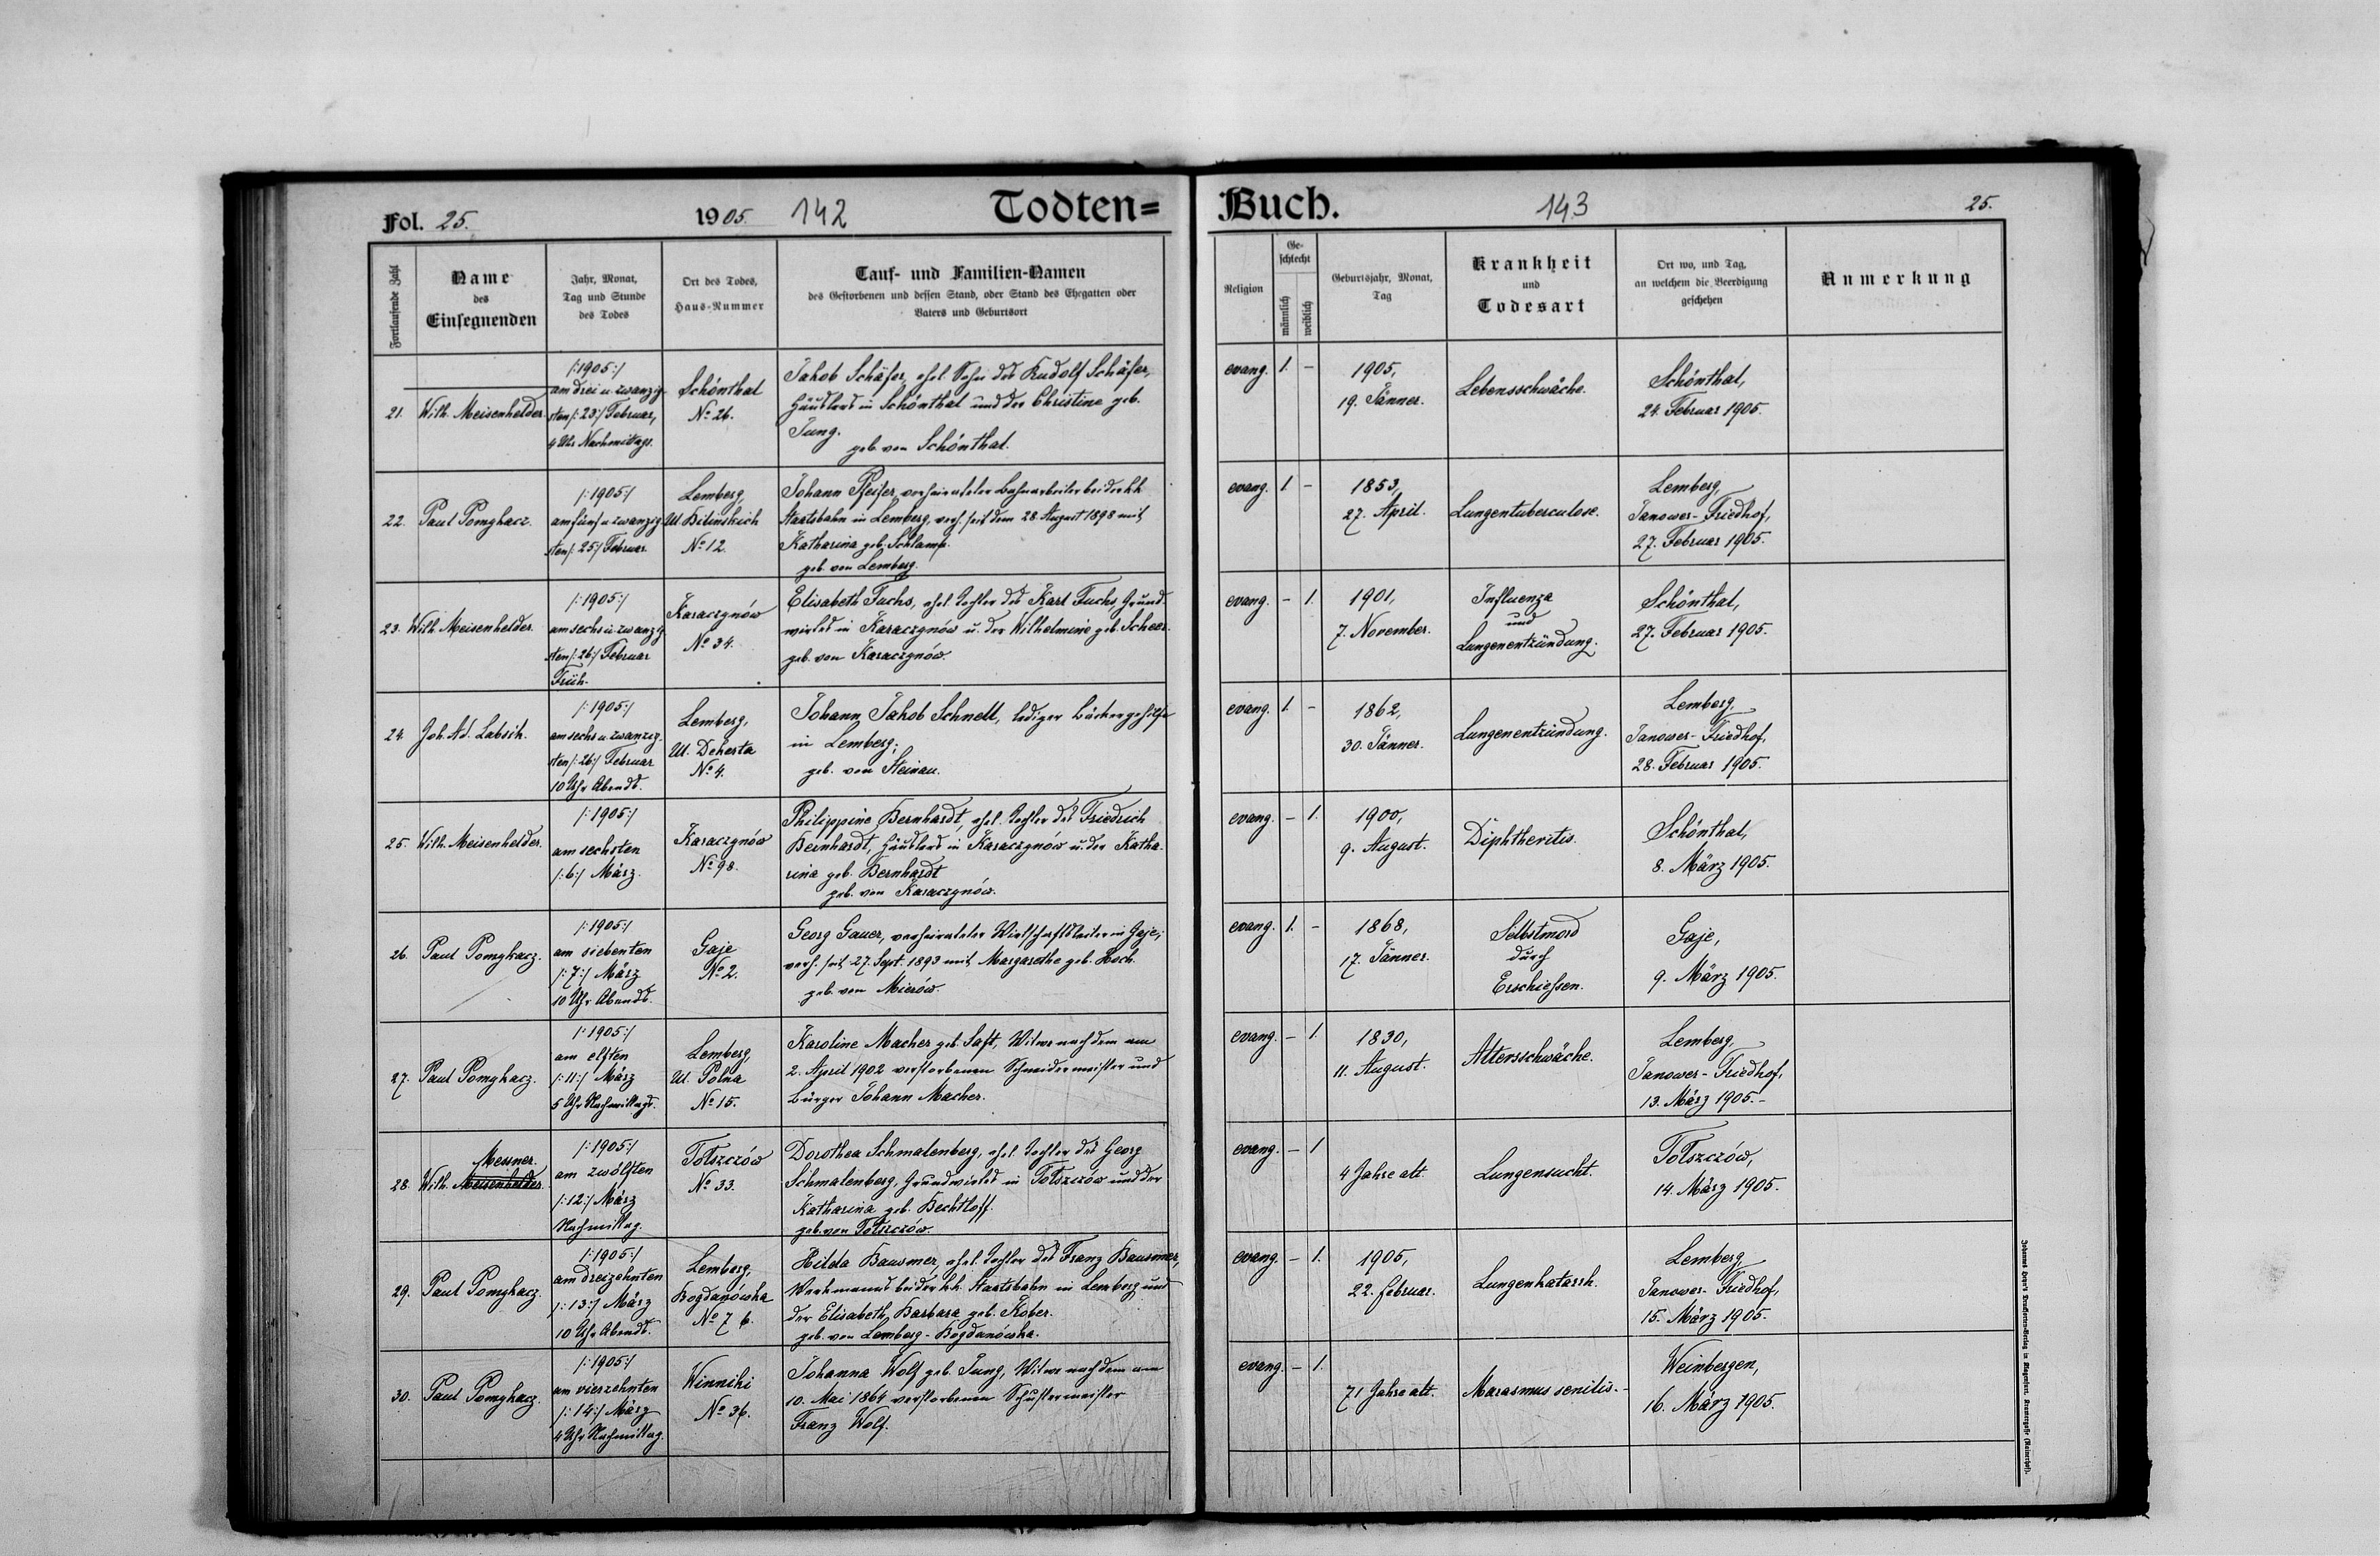 Fol. 25. 1905. 142 Todten=
Buch. 143 25.
Fortlaufende Zahl
Name
des
Einsegnenden
Jahr, Monat,
Tag und Stunde
des Todes
Ort des Todes,
Haus-Nummer
Tauf- und Familien-Namen
des Gestorbenen und dessen Stand, oder Stand des Ehegatten oder
Vaters und Geburtsort
Religion
Ge-
schlecht
männlich
weiblich
Geburtsjahr, Monat,
Tag
Krankheit
und
Todesart
Ort wo, und Tag,
an welchem die Beerdigung
geschehen
Anmerkung
21.
Wilh. Meisenhelder.
/:1905:/
am drei u. zwanzig-
sten /:23:/ Februar,
4 Uhr Nachmittags.
Schönthal
No 26.
Jakob Schäfer, ehel. Sohn des Rudolf Schäfer,
Häuslers in Schönthal und der Christine geb.
Jung.
geb. von Schönthal.
evang. 1. –
1905,
19. Jänner.
Lebensschwäche.
Schönthal,
24. Februar 1905.
22.
Paul Pomykacz.
/:1905:/
am fünf u. zwanzig-
sten /:25:/ Februar.
Lemberg,
Ul. Bilinskich
No 12.
Johann Pfeifer, verheirateter Bahnarbeiter bei der k.k.
Staatsbahn in Lemberg, verh. seit dem 28. August 1898 mit
Katharina geb. Schlamp.
geb. von Lemberg.
evang. 1. –
1853,
27. April.
Lungentuberculose.
Lemberg,
Janower-Friedhof,
27. Februar 1905.
23.
Wilh. Meisenhelder.
/:1905:/
am sechs u. zwanzig
sten /:26:/ Februar
Früh.
Karaczynów
No 34.
Elisabeth Fuchs, ehel. Tochter des Karl Fuchs, Grund-
wirtes in Karaczynów u. der Wilhelmine geb. Scheer.
geb. von Karaczynów.
evang. – 1.
1901,
7. November.
Influenza
und
Lungenentzündung.
Schönthal,
27. Februar 1905.
24.
Joh. Ad. Labsik.
/:1905:/
am sechs u. zwanzig-
sten /:26:/ Februar
10 Uhr Abends.
Lemberg,
Ul. Dekerta
No 4.
Johann Jakob Schnell, lediger Bäckergehilfe
in Lemberg;
geb. von Steinau.
evang. 1. –
1862,
30. Jänner.
Lungenentzündung.
Lemberg,
Janower-Friedhof,
28. Februar 1905.
25.
Wilh. Meisenhelder.
/:1905:/
am sechsten
/:6:/ März.
Karaczynów
No 98.
Philippine Bernhardt, ehel. Tochter des Friedrich
Bernhardt, Häuslers in Karaczynów u. der Katha-
rina geb. Bernhardt
geb. von Karaczynów.
evang. – 1.
1900,
9. August.
Diphtheritis.
Schönthal,
8. März 1905.
26.
Paul Pomykacz.
/:1905:/
am siebenten
/:7:/ März
10 Uhr Abends.
Gaje
No 2.
Georg Gauer, verheirateter Wirtschaftsleiter in Gaje;
verh. seit 27. Sept. 1893 mit Margarethe geb. Koch.
geb. von Mierów.
evang. 1. –
1868,
17. Jänner.
Selbstmord
durch
Erschießen.
Gaje,
9. März 1905.
27.
Paul Pomykacz.
/:1905:/
am elften
/:11:/ März
5 Uhr Nachmittags.
Lemberg,
Ul. Polna
No 15.
Karoline Macher geb. Saft, Witwe nach dem am
2. April 1902 verstorbenen Schneidermeister und
Bürger Johann Macher.
evang. – 1.
1830,
11. August.
Altersschwäche.
Lemberg,
Janower-Friedhof,
13. März 1905.–
28.
Messner.
Wilh. Meisenhelder.
/:1905:/
am zwölften
/:12:/ März
Nachmittag.
Tołszczów
No 33.
Dorothea Schmalenberg, ehel. Tochter des Georg
Schmalenberg, Grundwirtes in Tołszczów und der
Katharina geb. Bechtloff.
geb. von Tołszczów.
evang. – 1
4 Jahre alt.
Lungensucht.
Tołszczów,
14. März 1905.
29.
Paul Pomykacz.
/:1905:/
am dreizehnten
/:13:/ März
10 Uhr Abends.
Lemberg,
Bogdanówka
No 76.
Hilda Bausmer, ehel. Tochter des Franz Bausmer,
Werkmanns bei der k.k. Staatsbahn in Lemberg und
der Elisabeth Barbara geb. Kober.
geb. von Lemberg-Bogdanówka.
evang. – 1.
1905,
22. Februar.
Lungenkatarrh.
Lemberg,
Janower-Friedhof,
15. März 1905.
30.
Paul Pomykacz.
/:1905:/
am vierzehnten
/:14:/ März
4 Uhr Nachmittag.
Winniki
No 36.
Johanna Wolf geb. Jung, Witwe nach dem am
10. Mai 1864 verstorbenen Schustermeister
Franz Wolf.
evang. – 1.
71 Jahre alt.
Marasmus senilis.–
Weinbergen,
16. März 1905.